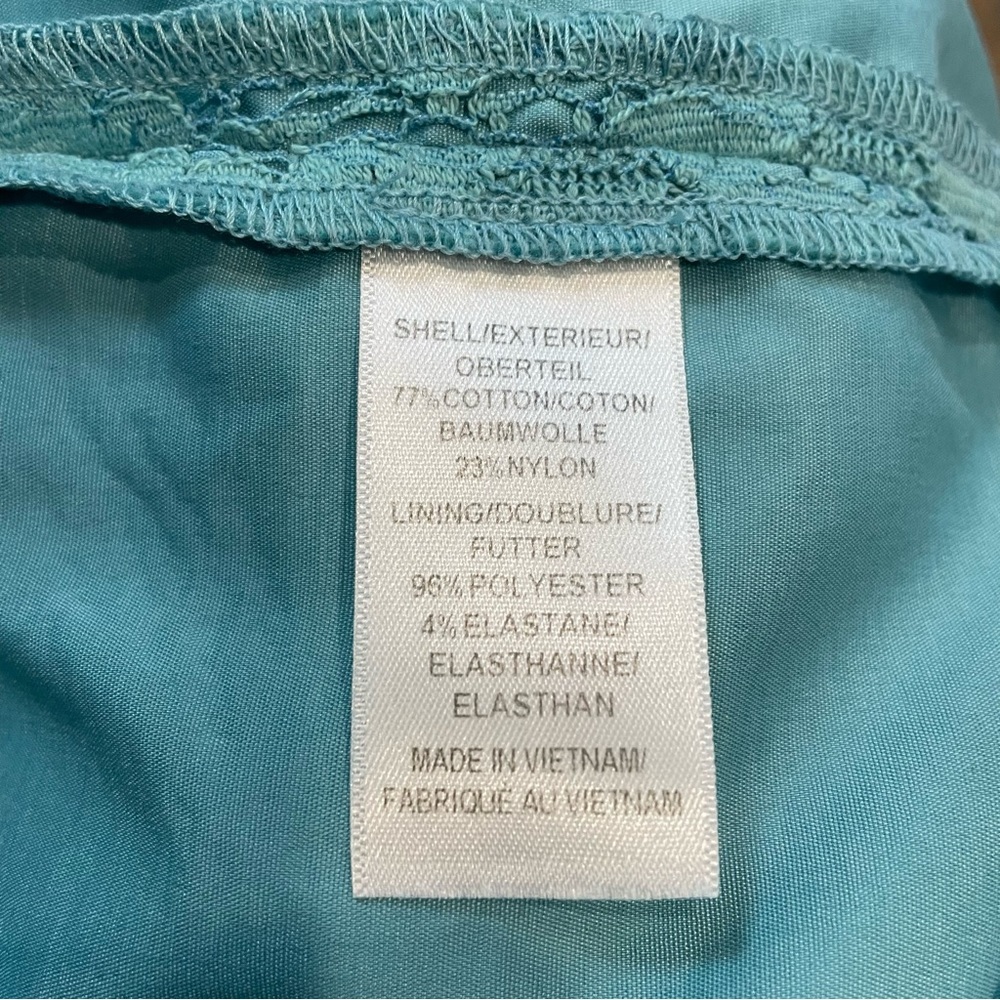 SHELL/EXTERIEUR/
OBERTEIL
77%COTTON/COTON/
BAUMWOLLE
23%NYLON
LINING/DOUBLURE/
FUTTER
96% POLYESTER
4% ELASTANE/
ELASTHANNE/
ELASTHAN
MADE IN VIETNAM/
FABRIQUÉ AU VIETNAM